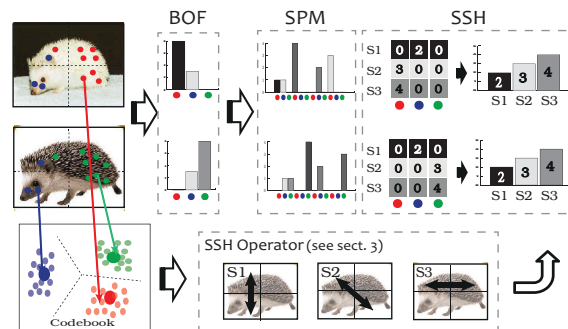 BOF
SPM
SSH
S1 0 2 0
S2 3 0 0
S3 4 0 0
2 3 4
S1 S2 S3
S1 0 2 0
S2 0 0 3
S3 0 0 4
2 3 4
S1 S2 S3
SSH Operator (see sect. 3)
S1 S2 S3
Codebook